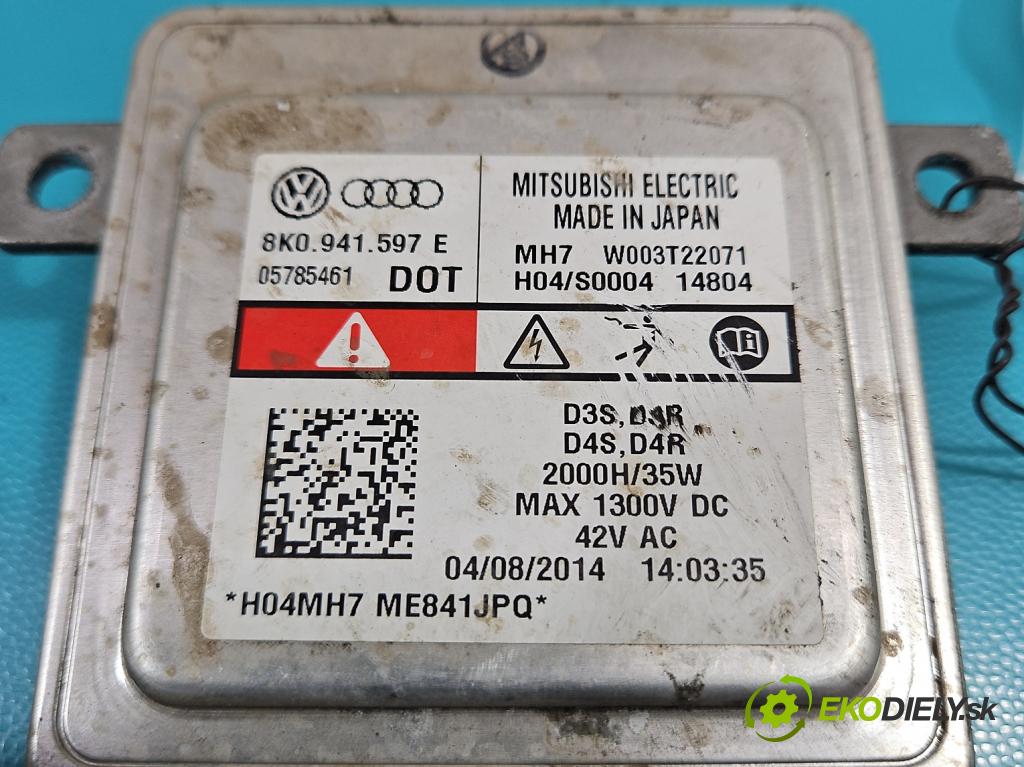 8K0.941.597 E
05785461 DOT
MITSUBISHI ELECTRIC
MADE IN JAPAN
MH7 W003T22071
H04/S0004 14804
D3S, D3R
D4S,D4R
2000H/35W
MAX 1300V DC
42V AC
04/08/2014 14:03:35
*H04MH7 ME841JPQ*
EKODIELY.sk